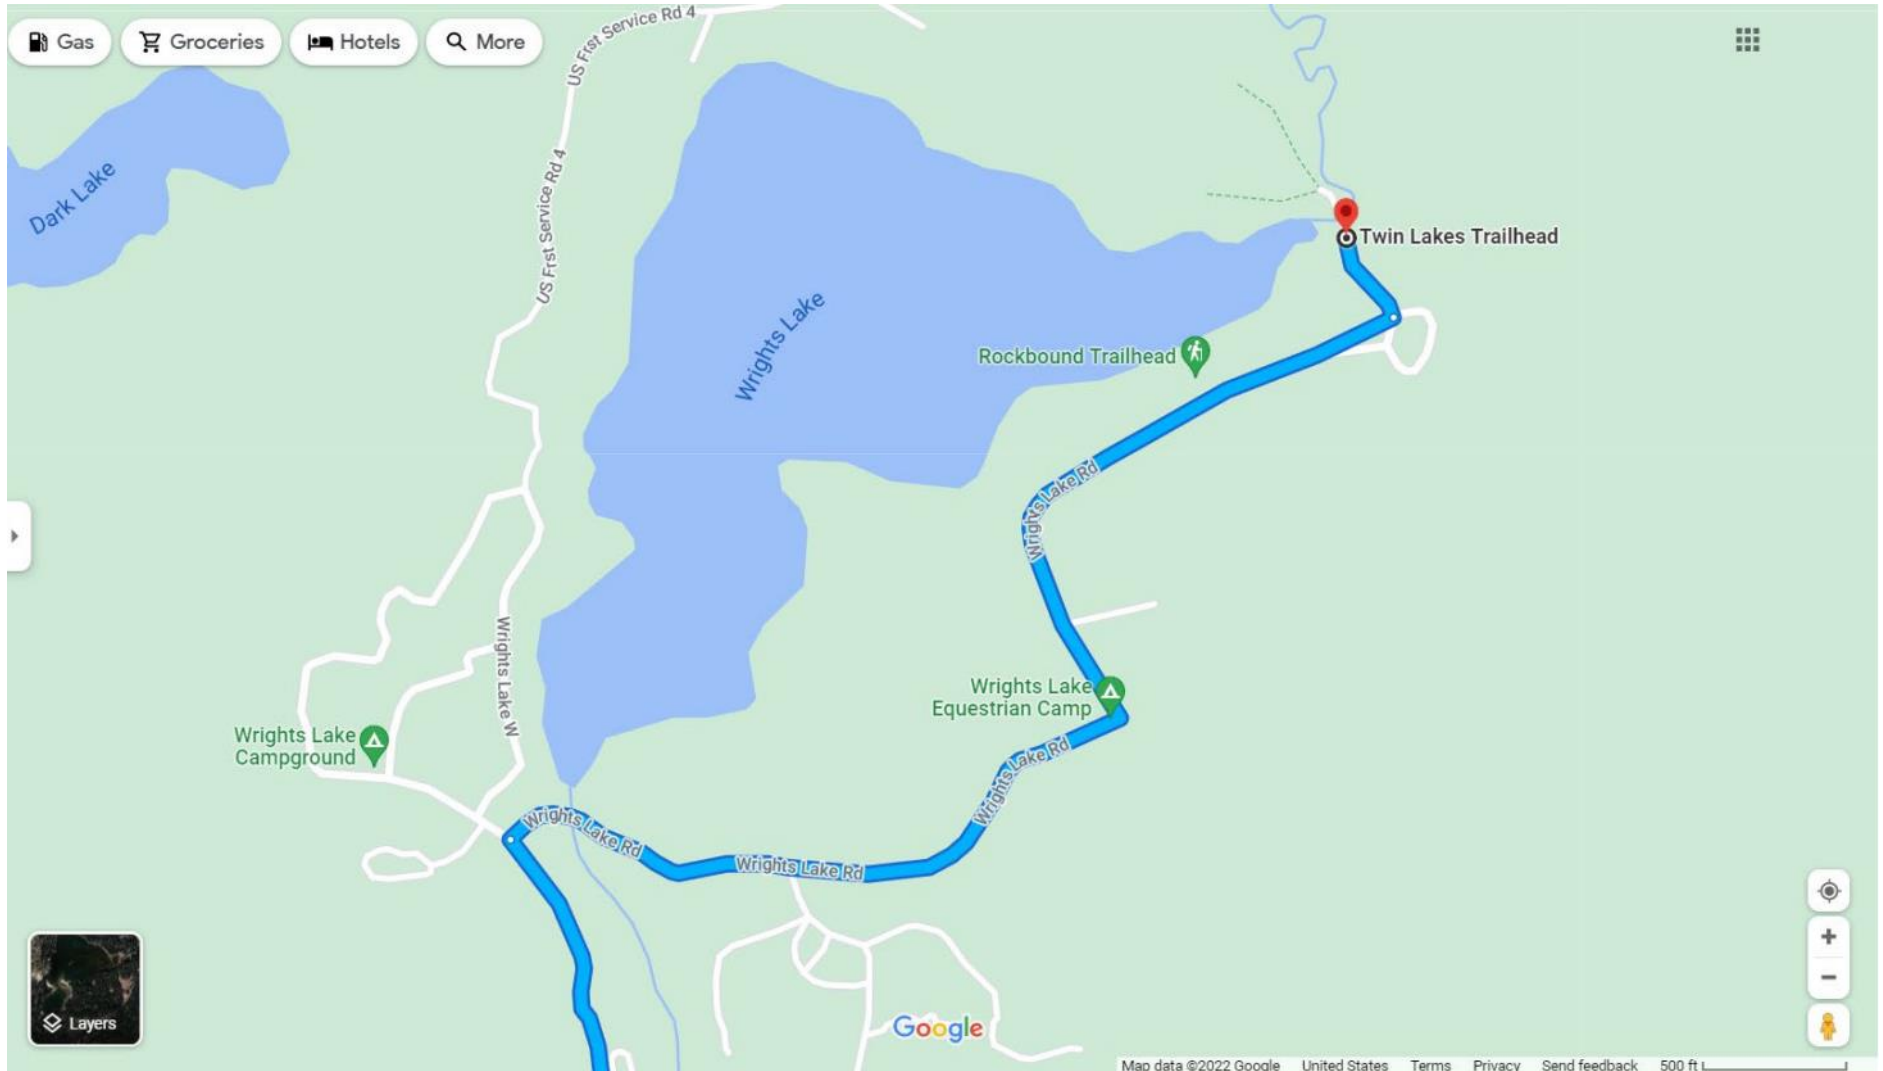 Gas
Groceries
Hotels
More
US Frst Service Rd 4
Dark Lake
US Frst Service Rd 4
Wrights Lake
Twin Lakes Trailhead
Rockbound Trailhead
Wrights Lake Rd
Wrights Lake W
Wrights Lake
Equestrian Camp
Wrights Lake
Campground
Wrights Lake Rd
Wrights Lake Rd
Wrights Lake Rd
Layers
Google
Map data ©2022 Google United States Terms Privacy Send feedback 500 ft